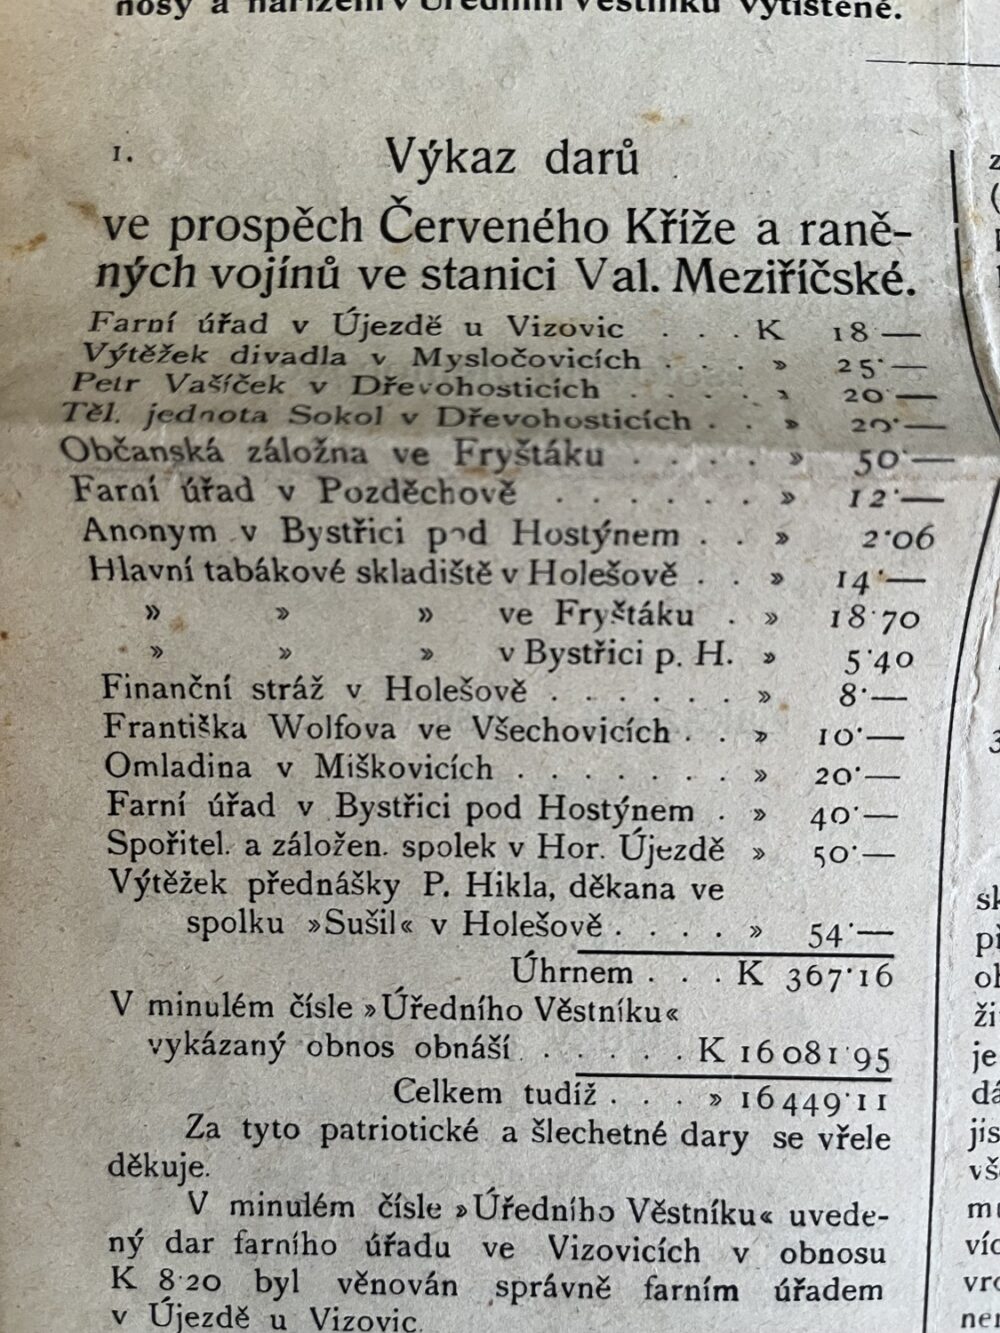 nosy a nařízení v Úředním Věstníku vytištěné.
1.
Výkaz darů
ve prospěch Červeného Kříže a raně-
ných vojínů ve stanici Val. Meziříčské.
Farní úřad v Újezdě u Vizovic . . . K 18 —
Výtěžek divadla v Mysločovicích . . . » 25·—
Petr Vašíček v Dřevohosticích . . . . » 20 —
Těl. jednota Sokol v Dřevohosticích . . » 20·—
Občanská záložna ve Fryštáku . . . . » 50·—
Farní úřad v Pozděchově . . . . . . » 12·—
Anonym v Bystřici pod Hostýnem . . » 2·06
Hlavní tabákové skladiště v Holešově . . » 14·—
» » » ve Fryštáku . » 18·70
» » » v Bystřici p. H. » 5·40
Finanční stráž v Holešově . . . . . . » 8·—
Františka Wolfova ve Všechovicích . . » 10·—
Omladina v Miškovicích . . . . . . . » 20·—
Farní úřad v Bystřici pod Hostýnem . » 40·—
Spořitel. a záložen. spolek v Hor. Újezdě » 50·—
Výtěžek přednášky P. Hikla, děkana ve
spolku »Sušil« v Holešově . . . . » 54·—
Úhrnem . . . K 367·16
V minulém čísle »Úředního Věstníku«
vykázaný obnos obnáší . . . . . K 16081·95
Celkem tudíž . . . » 16449·11
Za tyto patriotické a šlechetné dary se vřele
děkuje.
V minulém čísle »Úředního Věstníku« uvede-
ný dar farního úřadu ve Vizovicích v obnosu
K 8·20 byl věnován správně farním úřadem
v Újezdě u Vizovic.